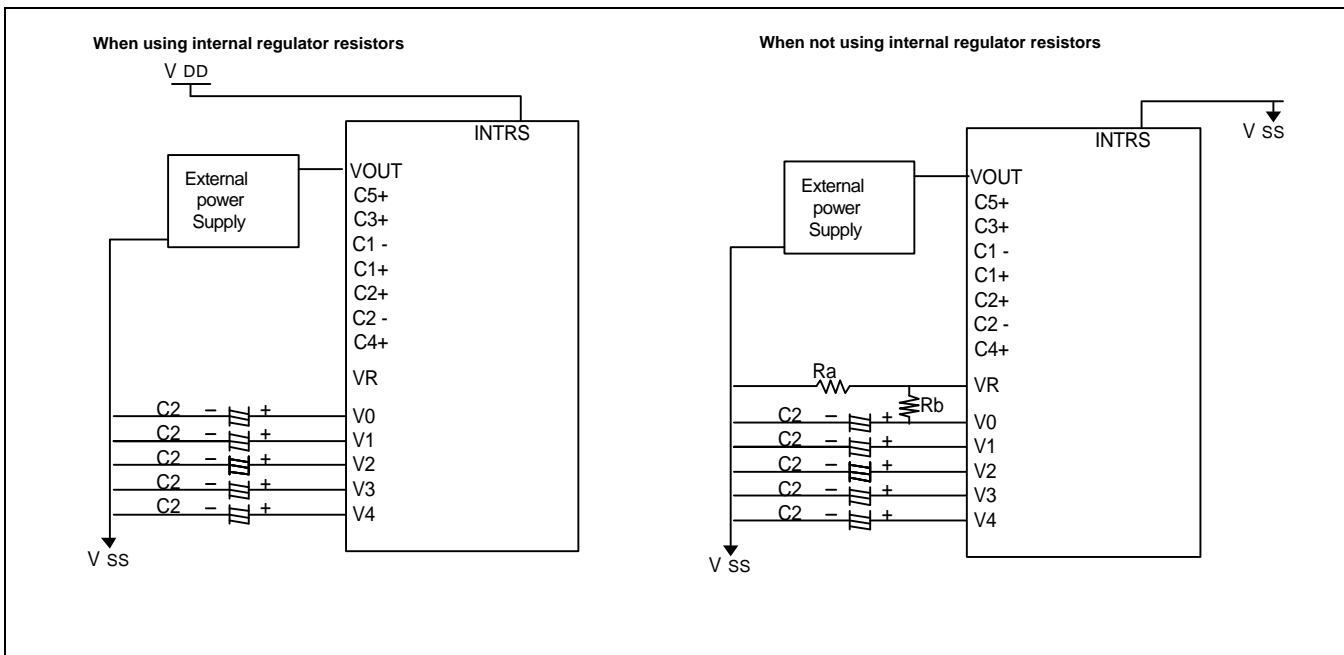 When using internal regulator resistors
V DD
INTRS
External
power
Supply
VOUT
C5+
C3+
C1 -
C1+
C2+
C2 -
C4+
VR
C2 – + V0
C2 – + V1
C2 – + V2
C2 – + V3
C2 – + V4
V SS
When not using internal regulator resistors
V SS
INTRS
External
power
Supply
VOUT
C5+
C3+
C1 -
C1+
C2+
C2 -
C4+
Ra
VR
Rb
C2 – + V0
C2 – + V1
C2 – + V2
C2 – + V3
C2 – + V4
V SS